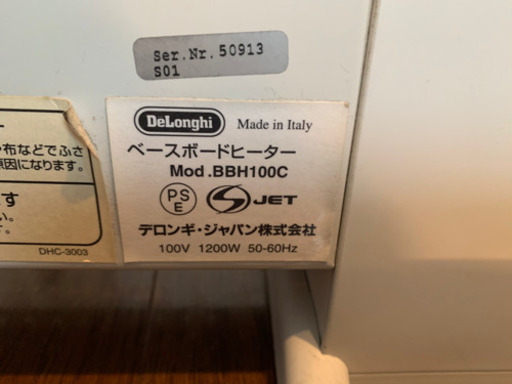 Ser.Nr. 50913
S01
DeLonghi Made in Italy
ベースボードヒーター
Mod.BBH100C
PSE S JET
デロンギ・ジャパン株式会社
100V 1200W 50-60Hz
布などでふさ
原因になります。
す
い。
DHC-3003